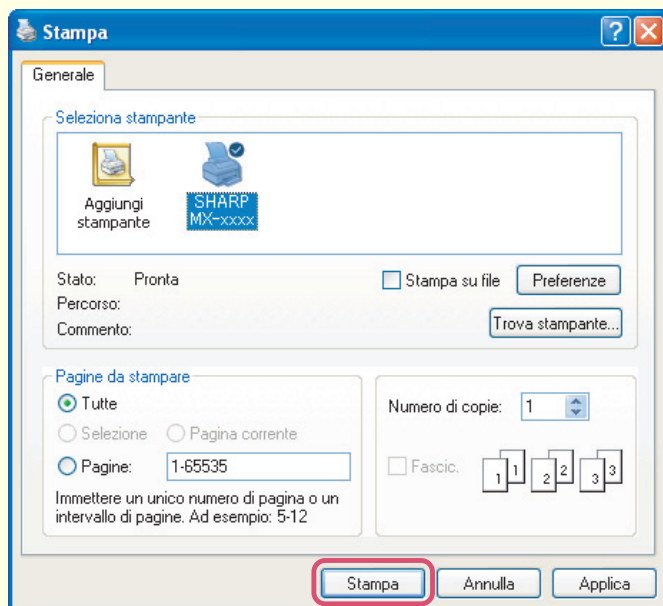 Stampa
Generale
Seleziona stampante
Aggiungi
stampante
SHARP
MX-xxxx
Stato: Pronta
Stampa su file
Preferenze
Percorso:
Commento:
Trova stampante...
Pagine da stampare
Tutte
Selezione
Pagina corrente
Pagine: 1-65535
Immettere un unico numero di pagina o un
intervallo di pagine. Ad esempio: 5-12
Numero di copie: 1
Fascic.
1 1 2 2 3 3
Stampa
Annulla
Applica